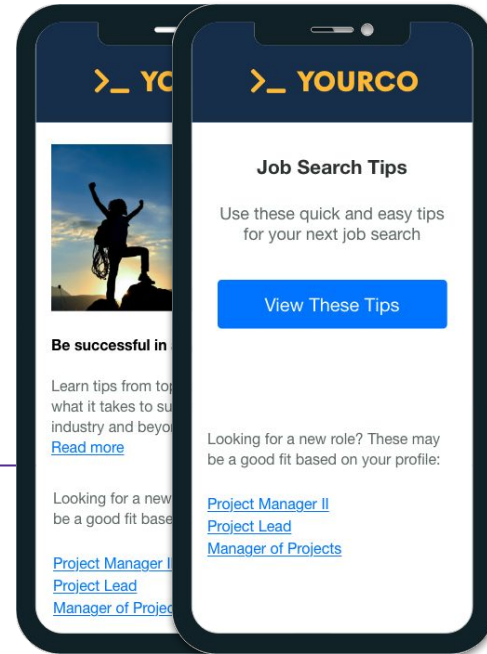 >_ YO
Be successful in
Learn tips from top
what it takes to su
industry and beyo
Read more
Looking for a new
be a good fit base
Project Manager I
Project Lead
Manager of Projec
>_ YOURCO
Job Search Tips
Use these quick and easy tips
for your next job search
View These Tips
Looking for a new role? These may
be a good fit based on your profile:
Project Manager II
Project Lead
Manager of Projects